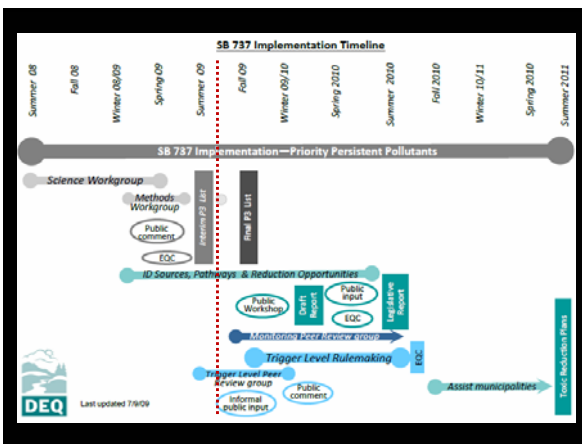 SB 737 Implementation Timeline
Summer 08
Fall 08
Winter 08/09
Spring 09
Summer 09
Fall 09
Winter 09/10
Spring 2010
Summer 2010
Fall 2010
Winter 10/11
Spring 2010
Summer 2011
SB 737 Implementation—Priority Persistent Pollutants
Science Workgroup
Methods
Workgroup
Public
comment
EQC
Interim P3 List
Final P3 List
ID Sources, Pathways & Reduction Opportunities
Public
Workshop
Draft
Report
Public
input
EQC
Legislative
Report
Monitoring Peer Review group
Trigger Level Rulemaking
EQC
Trigger Level Peer
Review group
Informal
public input
Public
comment
Assist municipalities
Toxic Reduction Plans
DEQ
Last updated 7/9/09